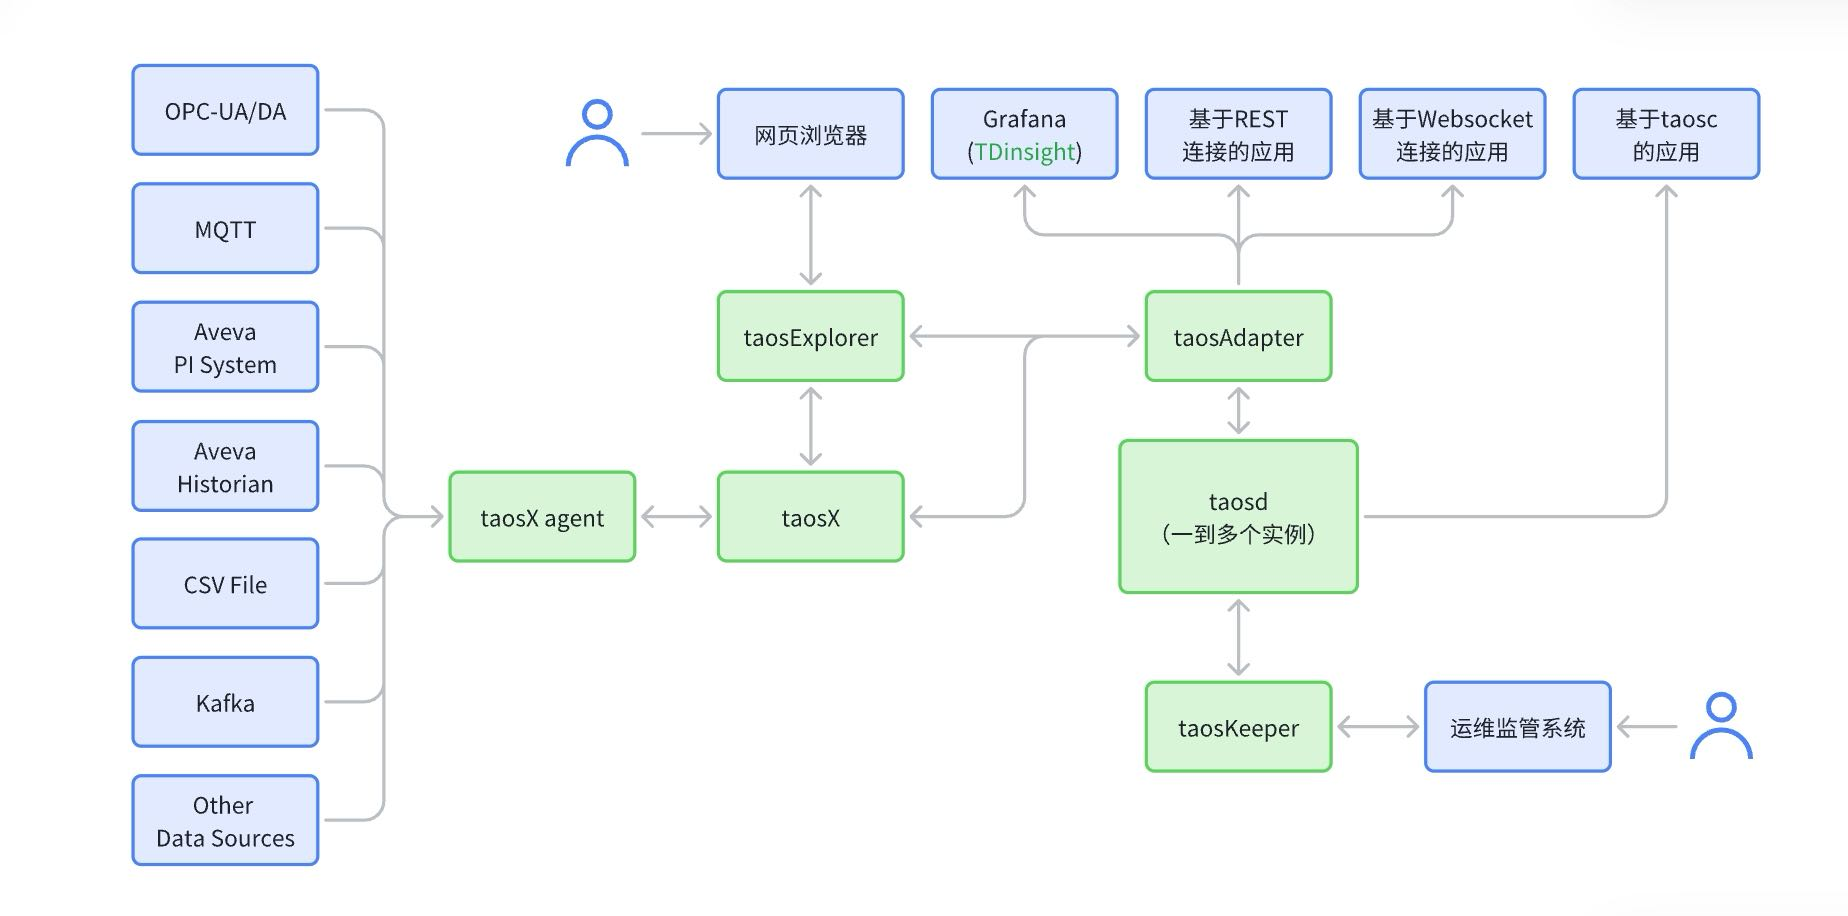 OPC-UA/DA
MQTT
Aveva
PI System
Aveva
Historian
CSV File
Kafka
Other
Data Sources
网页浏览器
Grafana
(TDinsight)
基于REST
连接的应用
基于Websocket
连接的应用
基于taosc
的应用
taosExplorer
taosAdapter
taosX agent
taosX
taosd
（一到多个实例）
taosKeeper
运维监管系统